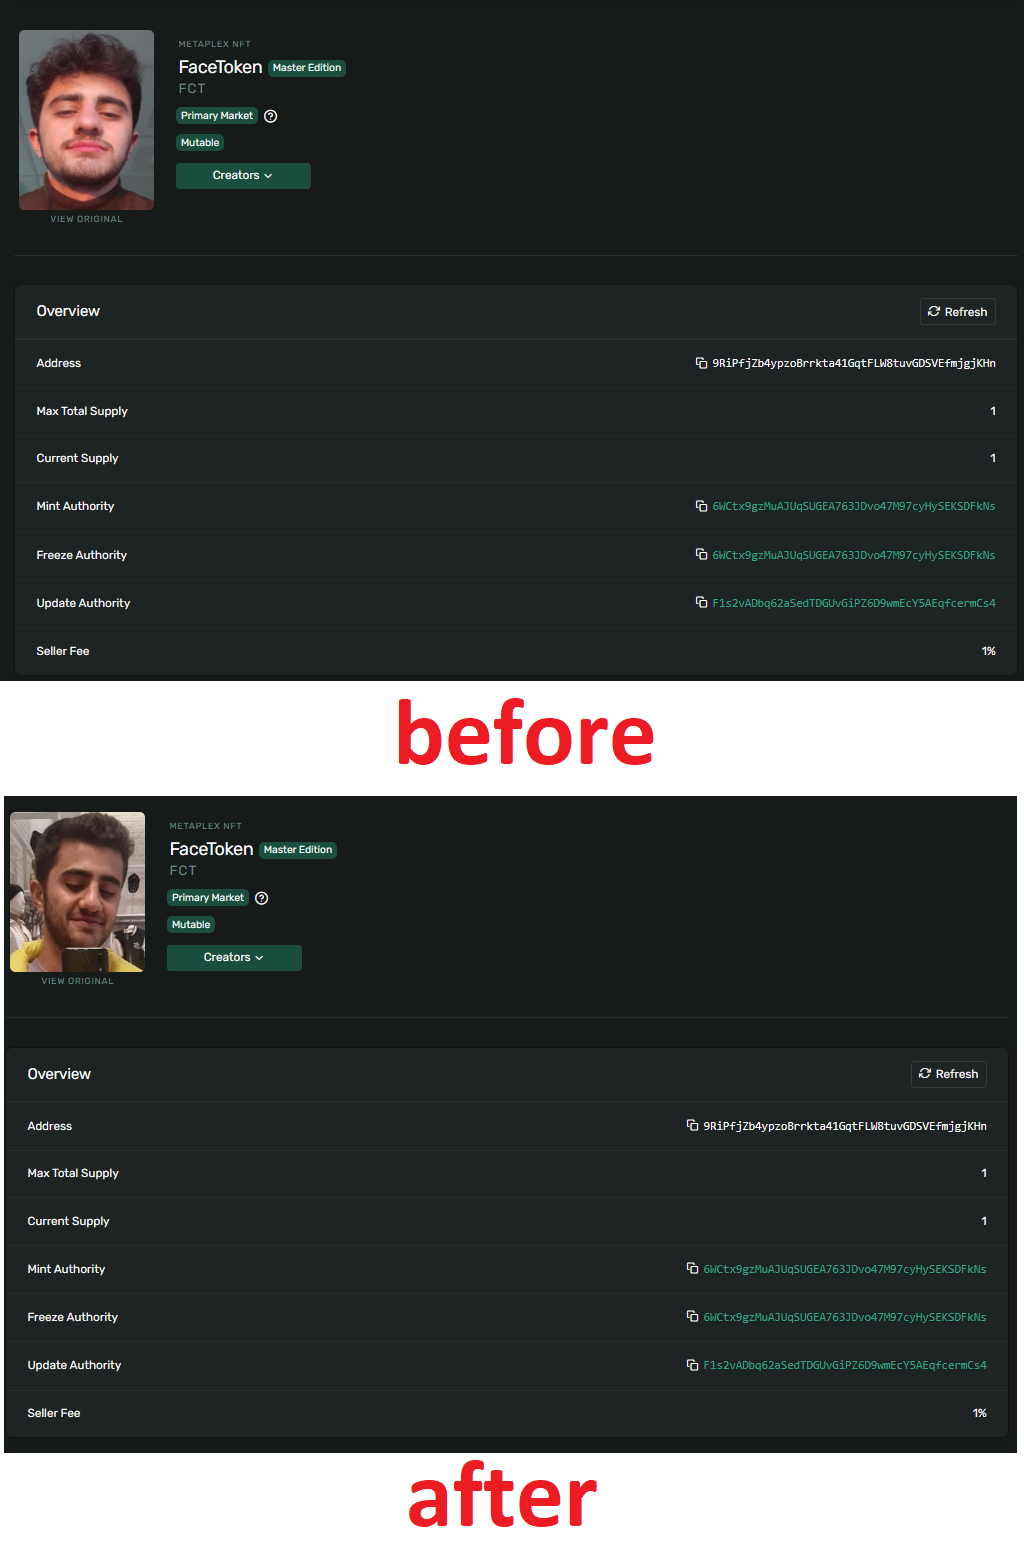 METAPLEX NFT
FaceToken Master Edition
FCT
Primary Market ?
Mutable
Creators
VIEW ORIGINAL
Overview Refresh
Address 9RiPfjZb4ypzoBrrkta41GqtFLW8tuvGDSVEfmjgjKHn
Max Total Supply 1
Current Supply 1
Mint Authority 6WCtx9gzMuAJUqSUGEA763JDvo47M97cyHySEKSDFkNs
Freeze Authority 6WCtx9gzMuAJUqSUGEA763JDvo47M97cyHySEKSDFkNs
Update Authority F1s2vADbq62aSedTDGUvGiPZ6D9wmEcY5AEqfcermCs4
Seller Fee 1%
before
METAPLEX NFT
FaceToken Master Edition
FCT
Primary Market ?
Mutable
Creators
VIEW ORIGINAL
Overview Refresh
Address 9RiPfjZb4ypzoBrrkta41GqtFLW8tuvGDSVEfmjgjKHn
Max Total Supply 1
Current Supply 1
Mint Authority 6WCtx9gzMuAJUqSUGEA763JDvo47M97cyHySEKSDFkNs
Freeze Authority 6WCtx9gzMuAJUqSUGEA763JDvo47M97cyHySEKSDFkNs
Update Authority F1s2vADbq62aSedTDGUvGiPZ6D9wmEcY5AEqfcermCs4
Seller Fee 1%
after